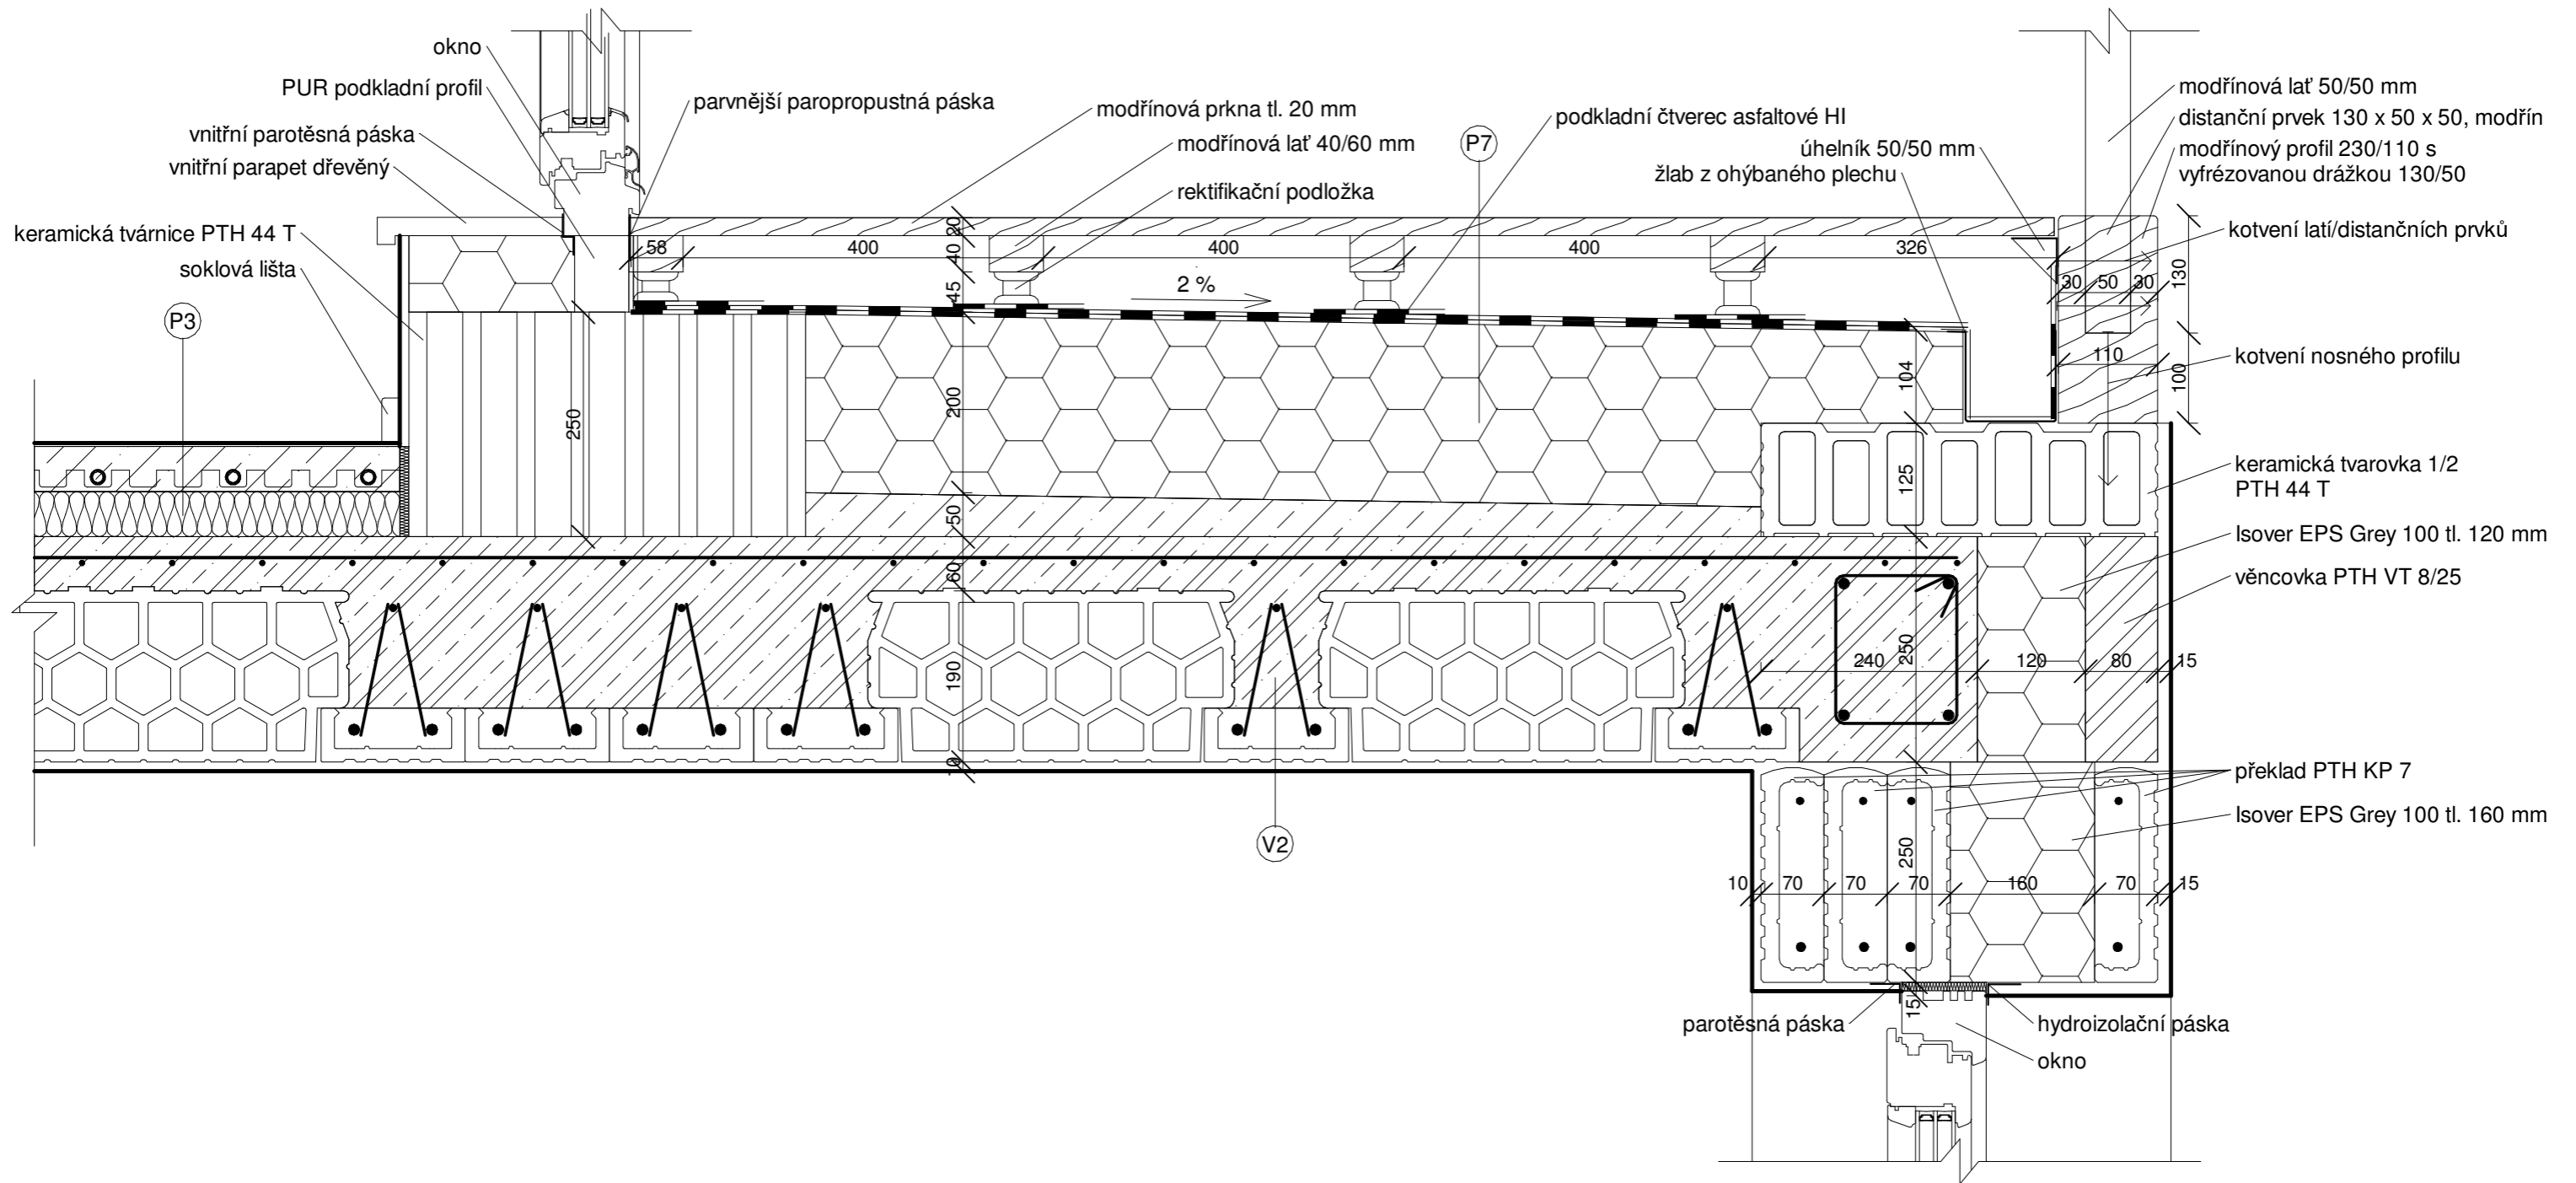 okno
PUR podkladní profil
vnitřní parotěsná páska
vnitřní parapet dřevěný
keramická tvárnice PTH 44 T
soklová lišta
P3
parvnější paropropustná páska
modřínová prkna tl. 20 mm
modřínová lať 40/60 mm
rektifikační podložka
P7
podkladní čtverec asfaltové HI
úhelník 50/50 mm
žlab z ohýbaného plechu
modřínová lať 50/50 mm
distanční prvek 130 x 50 x 50, modřín
modřínový profil 230/110 s
vyfrézovanou drážkou 130/50
kotvení latí/distančních prvků
kotvení nosného profilu
keramická tvarovka 1/2
PTH 44 T
Isover EPS Grey 100 tl. 120 mm
věncovka PTH VT 8/25
překlad PTH KP 7
Isover EPS Grey 100 tl. 160 mm
58
400
400
400
326
20
40
45
2 %
30
50
30
130
110
100
250
200
104
125
50
60
190
10
250
240
120
80
15
V2
10
70
70
70
160
70
15
250
15
parotěsná páska
hydroizolační páska
okno